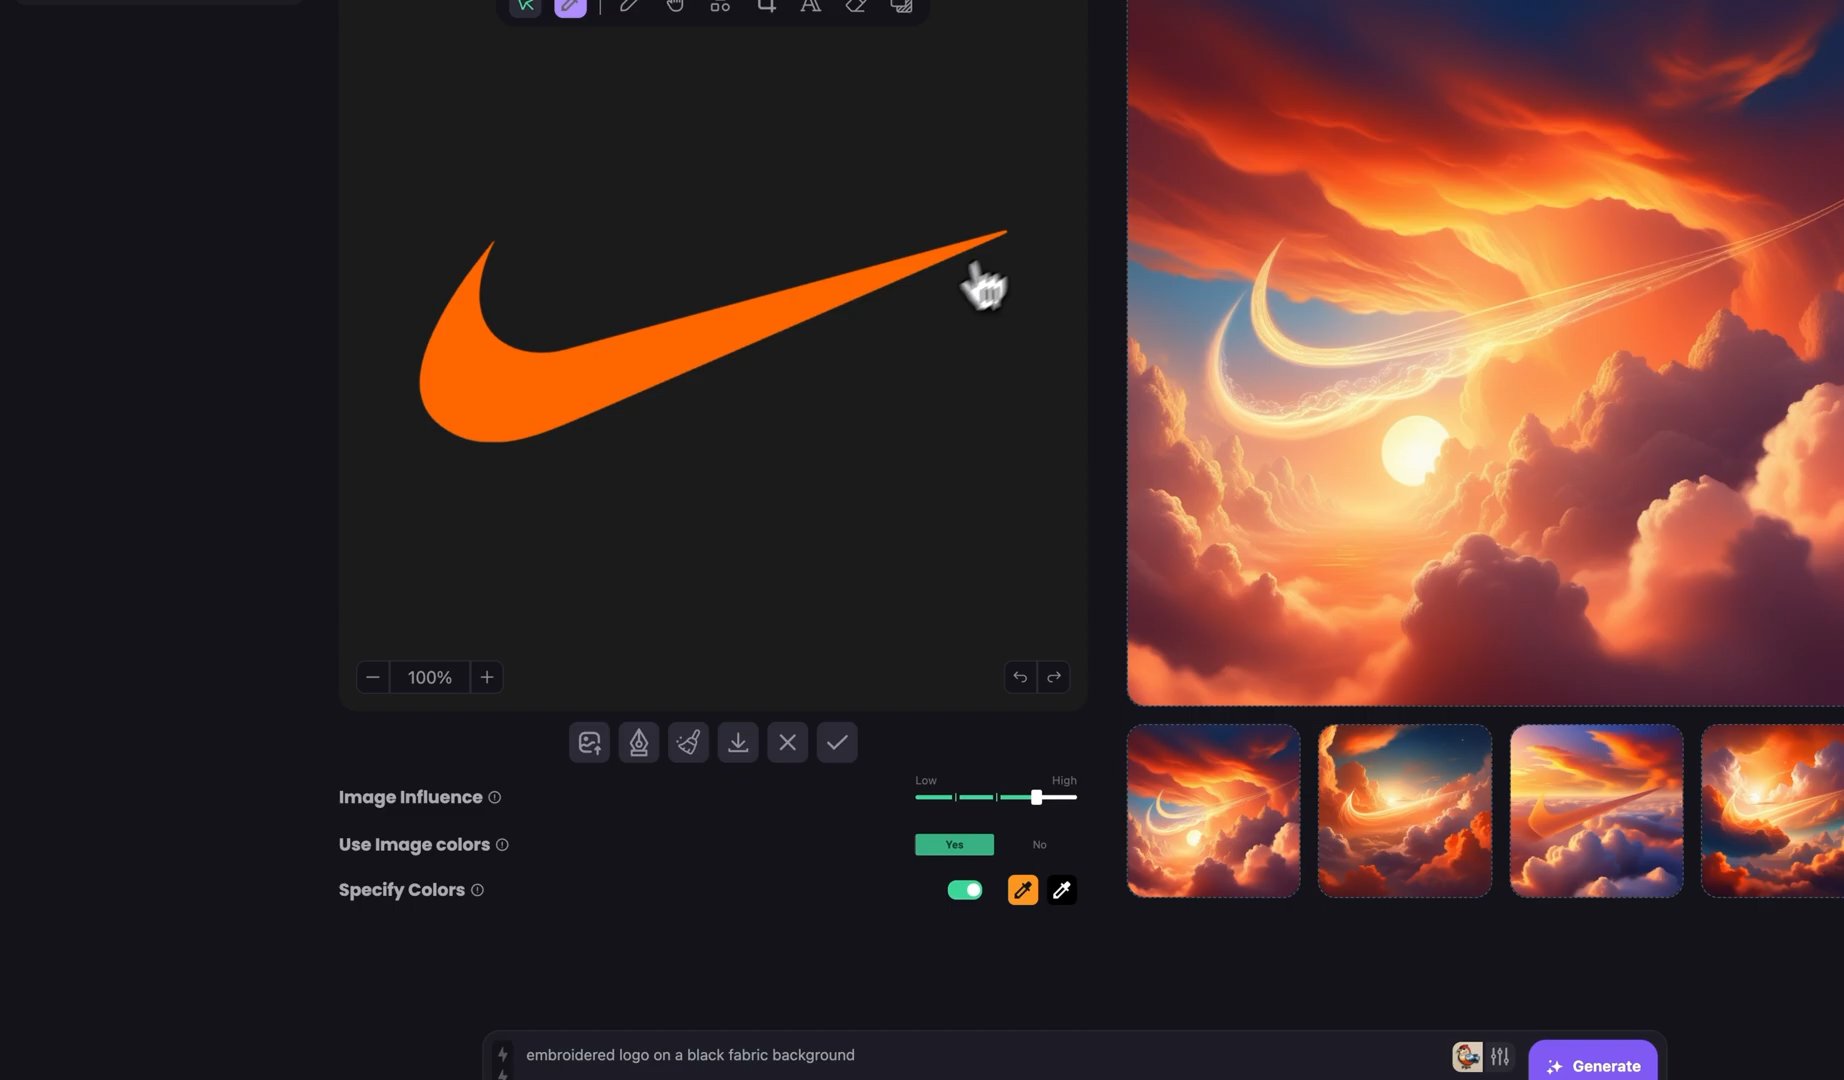 100%
Low
High
Image Influence
Use Image colors
Yes
No
Specify Colors
embroidered logo on a black fabric background
Generate